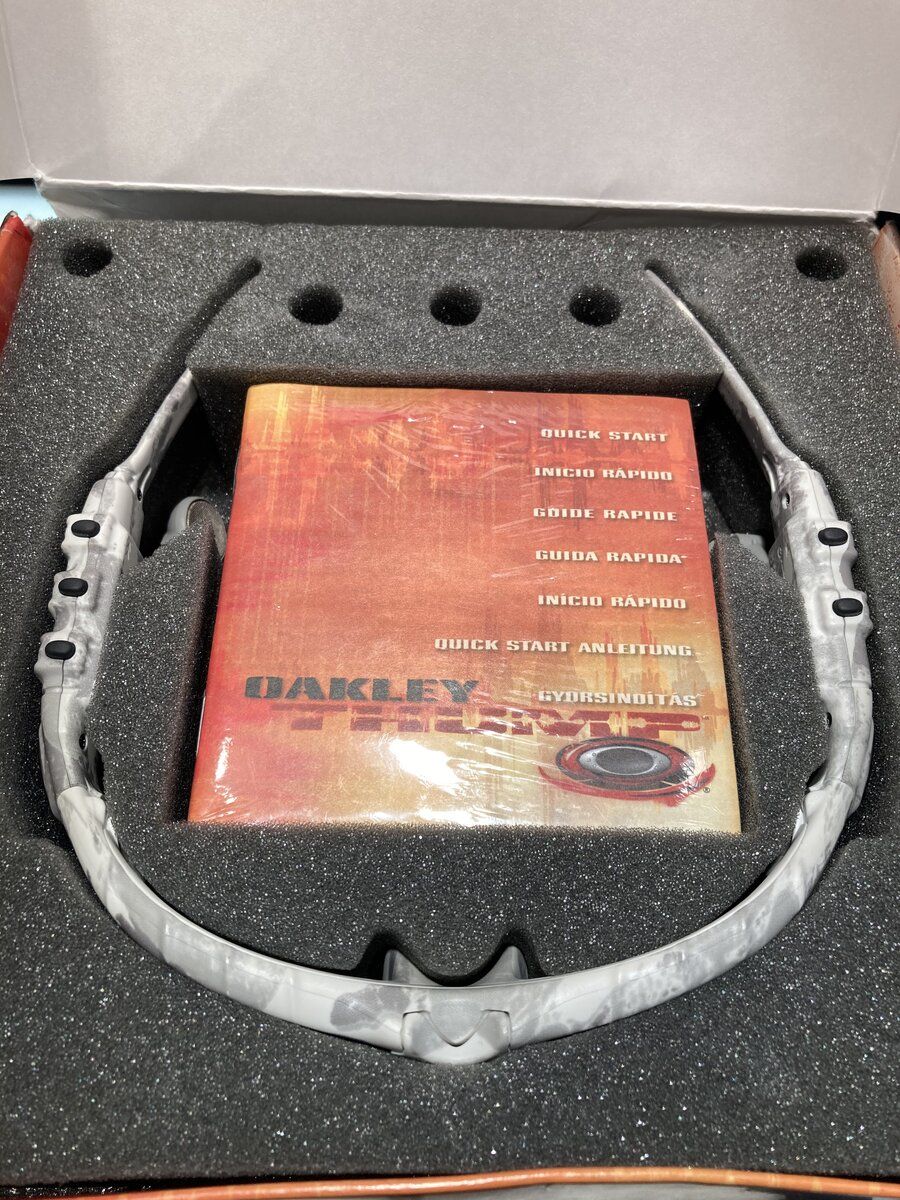 QUICK START
INICIO RÁPIDO
GUIDE RAPIDE
GUIDA RAPIDA
INÍCIO RÁPIDO
QUICK START ANLEITUNG
GYORSINDÍTÁS
OAKLEY
THUMP
®